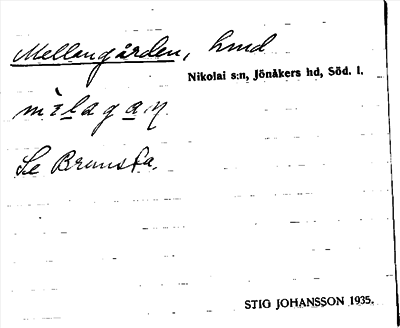 Mellangården, hmd
Nikolai s:n, Jönåkers hd, Söd. l.
Se Brunsta.
STIG JOHANSSON 1935.